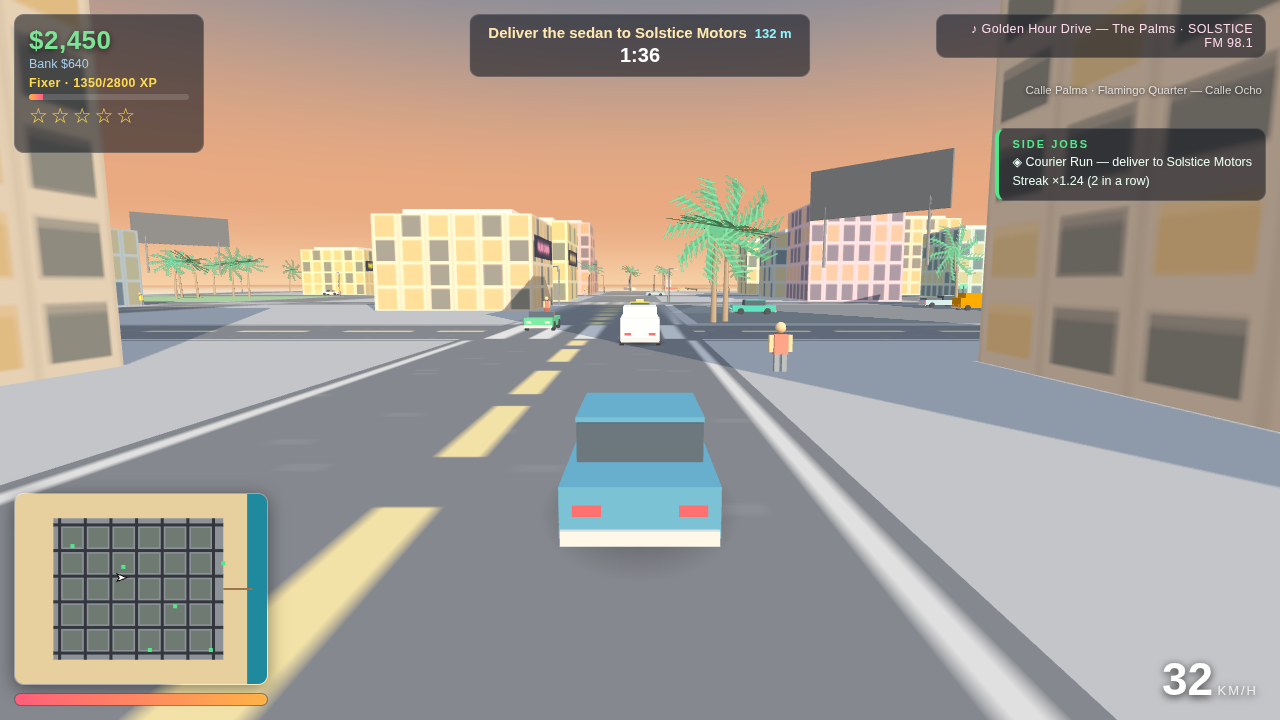 $2,450
Bank $640
Fixer · 1350/2800 XP
Deliver the sedan to Solstice Motors 132 m
1:36
♪ Golden Hour Drive — The Palms · SOLSTICE
FM 98.1
Calle Palma · Flamingo Quarter — Calle Ocho
SIDE JOBS
◈ Courier Run — deliver to Solstice Motors
Streak ×1.24 (2 in a row)
32 KM/H